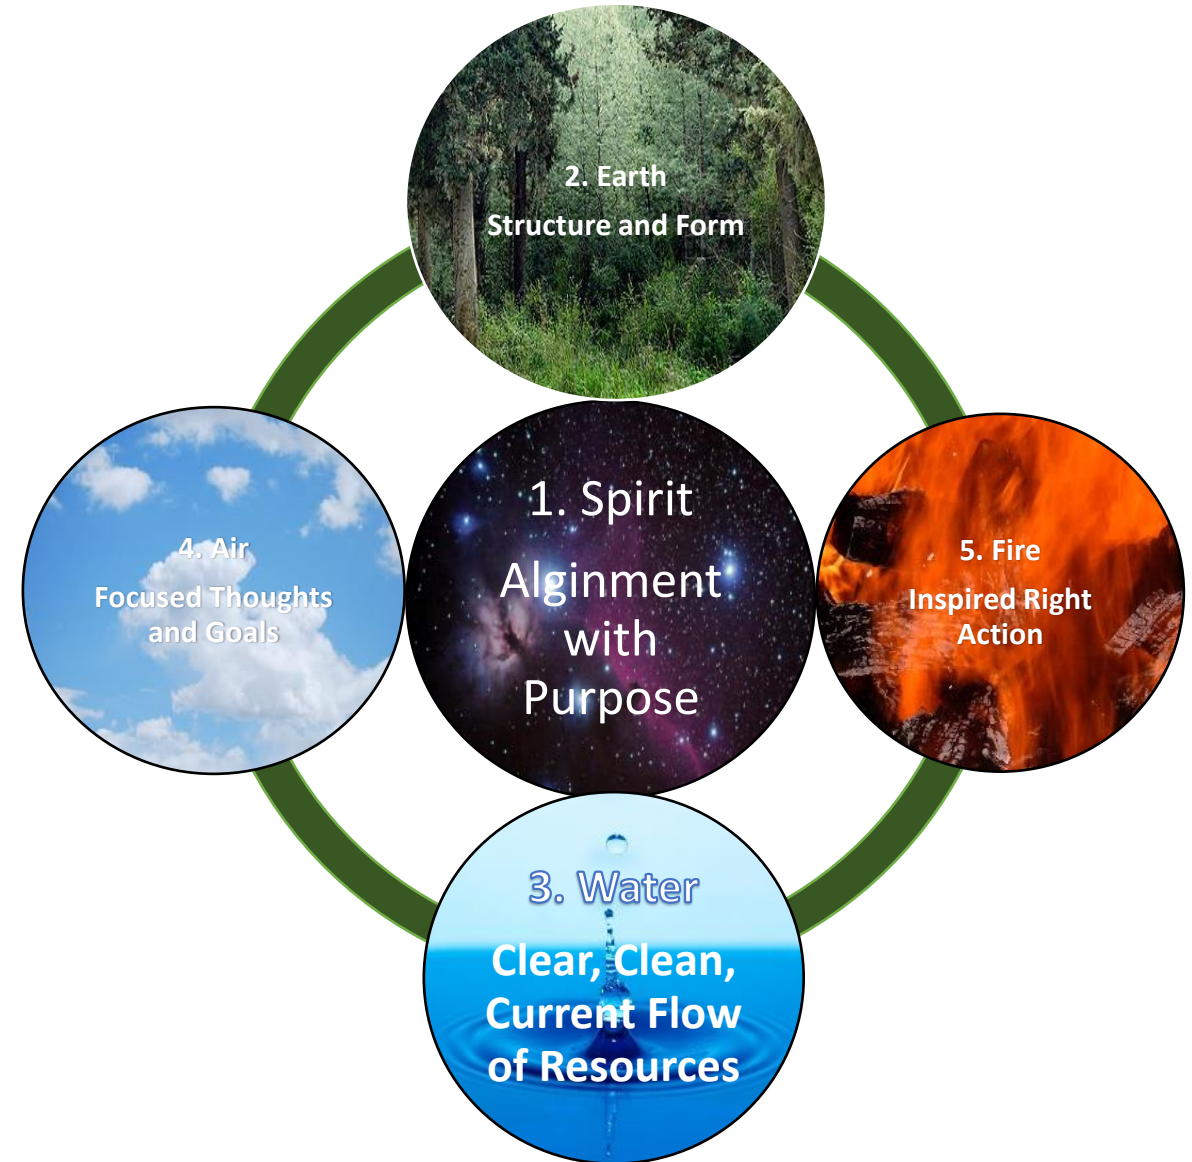 2. Earth
Structure and Form
1. Spirit
Alginment
with
Purpose
4. Air
Focused Thoughts
and Goals
5. Fire
Inspired Right
Action
3. Water
Clear, Clean,
Current Flow
of Resources